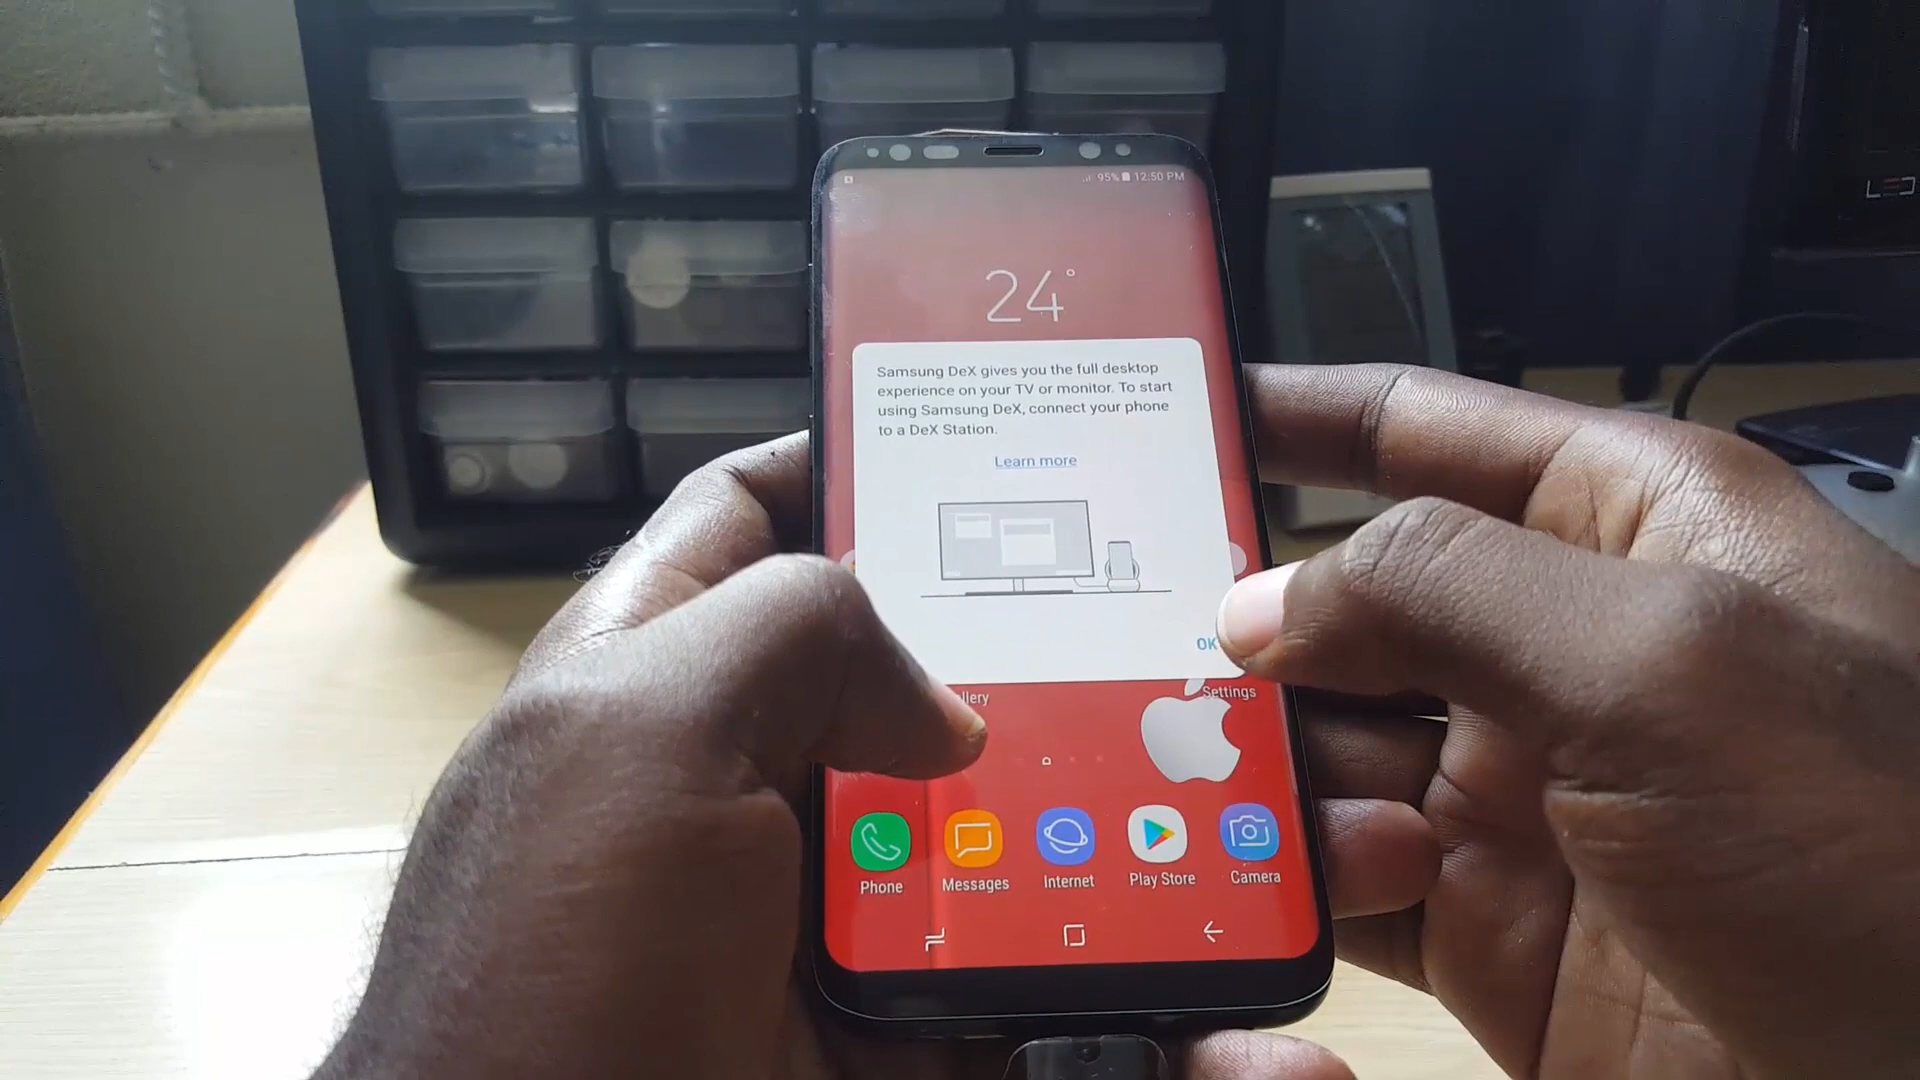 95% 12:50 PM
LED
24°
Samsung DeX gives you the full desktop
experience on your TV or monitor. To start
using Samsung DeX, connect your phone
to a DeX Station.
Learn more
OK
llery
Settings
Phone
Messages
Internet
Play Store
Camera